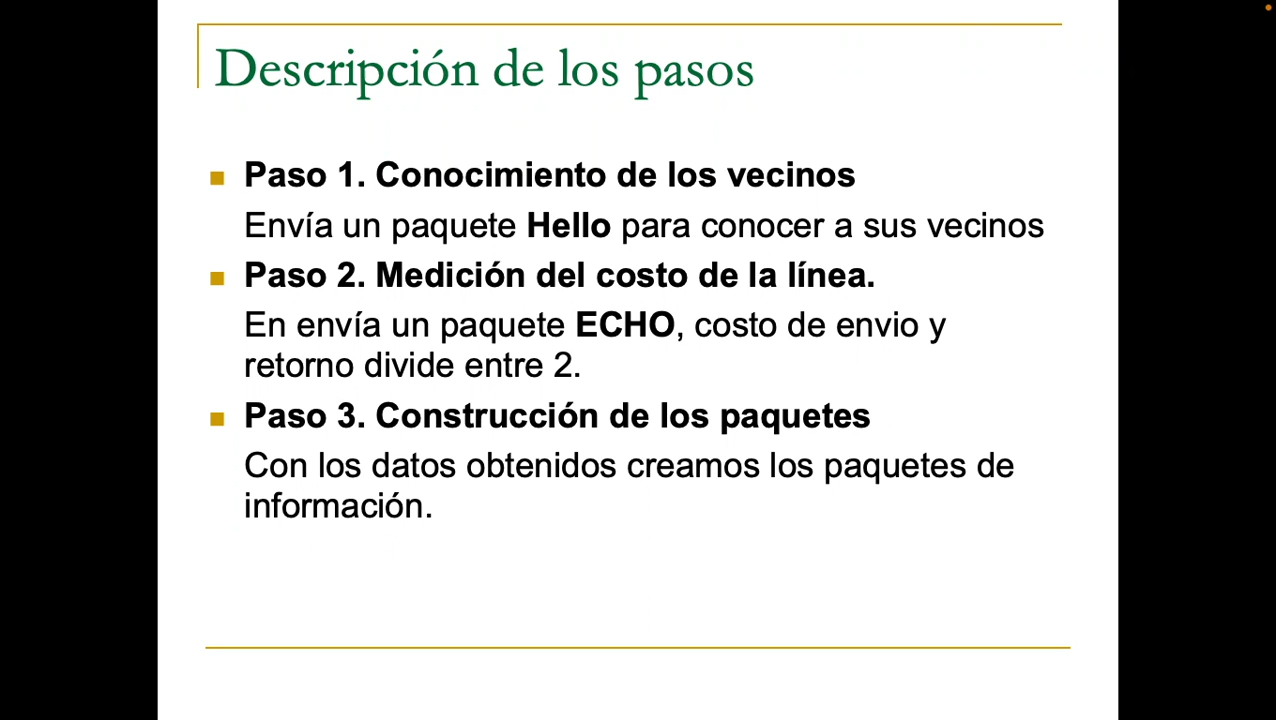 Descripción de los pasos
Paso 1. Conocimiento de los vecinos
Envía un paquete Hello para conocer a sus vecinos
Paso 2. Medición del costo de la línea.
En envía un paquete ECHO, costo de envio y
retorno divide entre 2.
Paso 3. Construcción de los paquetes
Con los datos obtenidos creamos los paquetes de
información.